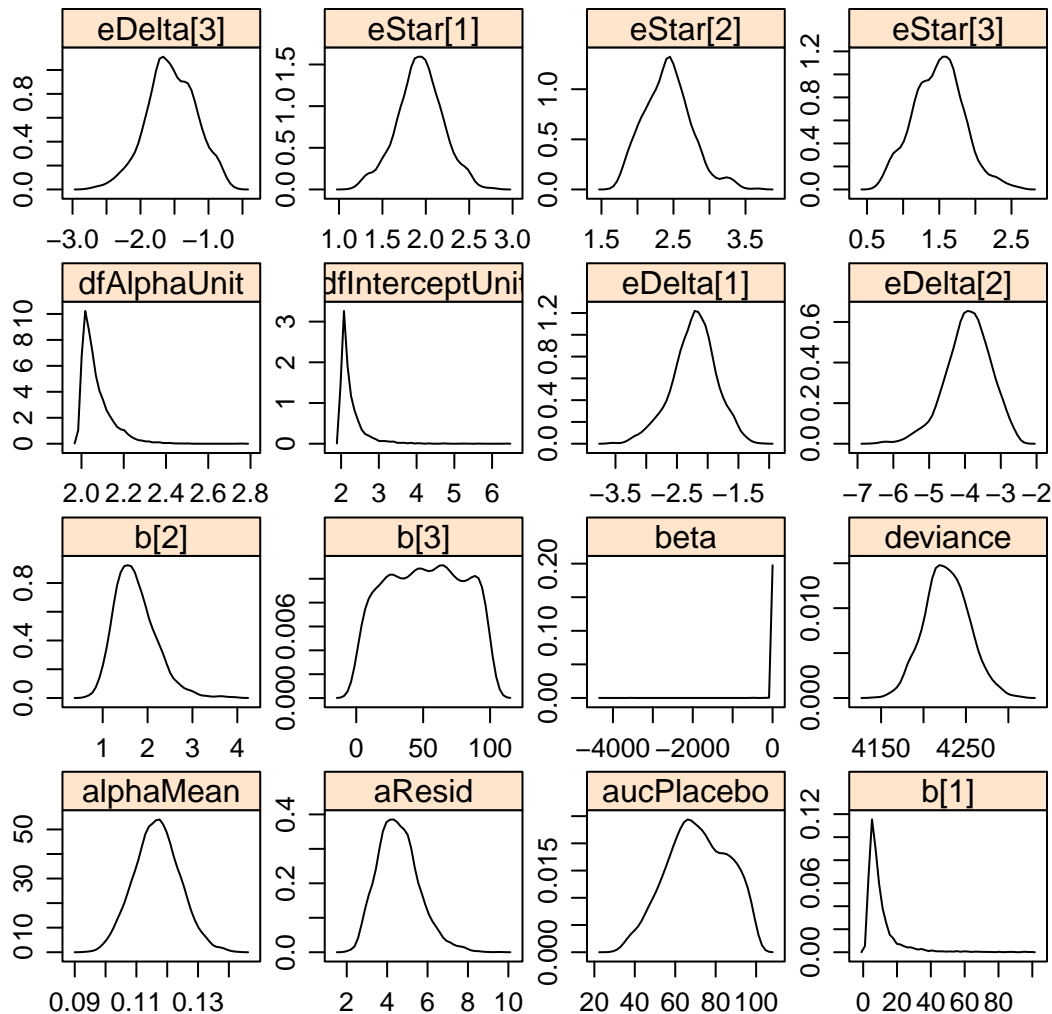 eDelta[3] eStar[1] eStar[2] eStar[3]
0.0 0.4 0.8 0.0 0.5 1.0 1.5 0.0 0.5 1.0 0.0 0.4 0.8 1.2
−3.0 −2.0 −1.0 1.0 1.5 2.0 2.5 3.0 1.5 2.5 3.5 0.5 1.5 2.5
dfAlphaUnit dfInterceptUnit eDelta[1] eDelta[2]
0 2 4 6 8 10 0 1 2 3 0.0 0.4 0.8 1.2 0.0 0.2 0.4 0.6
2.0 2.2 2.4 2.6 2.8 2 3 4 5 6 −3.5 −2.5 −1.5 −7 −6 −5 −4 −3 −2
b[2] b[3] beta deviance
0.0 0.4 0.8 0.000 0.006 0.00 0.10 0.20 0.000 0.010
1 2 3 4 0 50 100 −4000 −2000 0 4150 4250
alphaMean aResid aucPlacebo b[1]
0 10 30 50 0.0 0.2 0.4 0.000 0.015 0.00 0.06 0.12
0.09 0.11 0.13 2 4 6 8 10 20 40 60 80 100 0 20 40 60 80